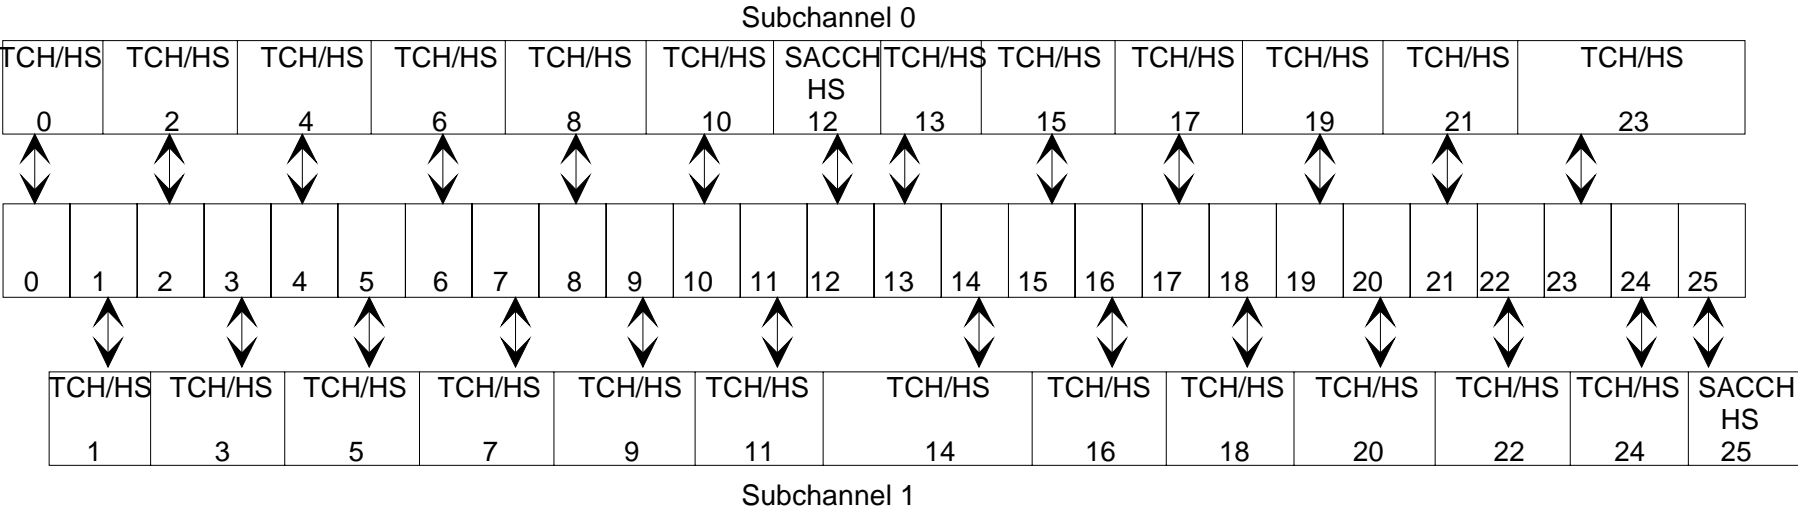 Subchannel 0
TCH/HS TCH/HS TCH/HS TCH/HS TCH/HS TCH/HS SACCH TCH/HS TCH/HS TCH/HS TCH/HS TCH/HS TCH/HS
HS
0 2 4 6 8 10 12 13 15 17 19 21 23
0 1 2 3 4 5 6 7 8 9 10 11 12 13 14 15 16 17 18 19 20 21 22 23 24 25
TCH/HS TCH/HS TCH/HS TCH/HS TCH/HS TCH/HS TCH/HS TCH/HS TCH/HS TCH/HS TCH/HS TCH/HS SACCH
HS
1 3 5 7 9 11 14 16 18 20 22 24 25
Subchannel 1